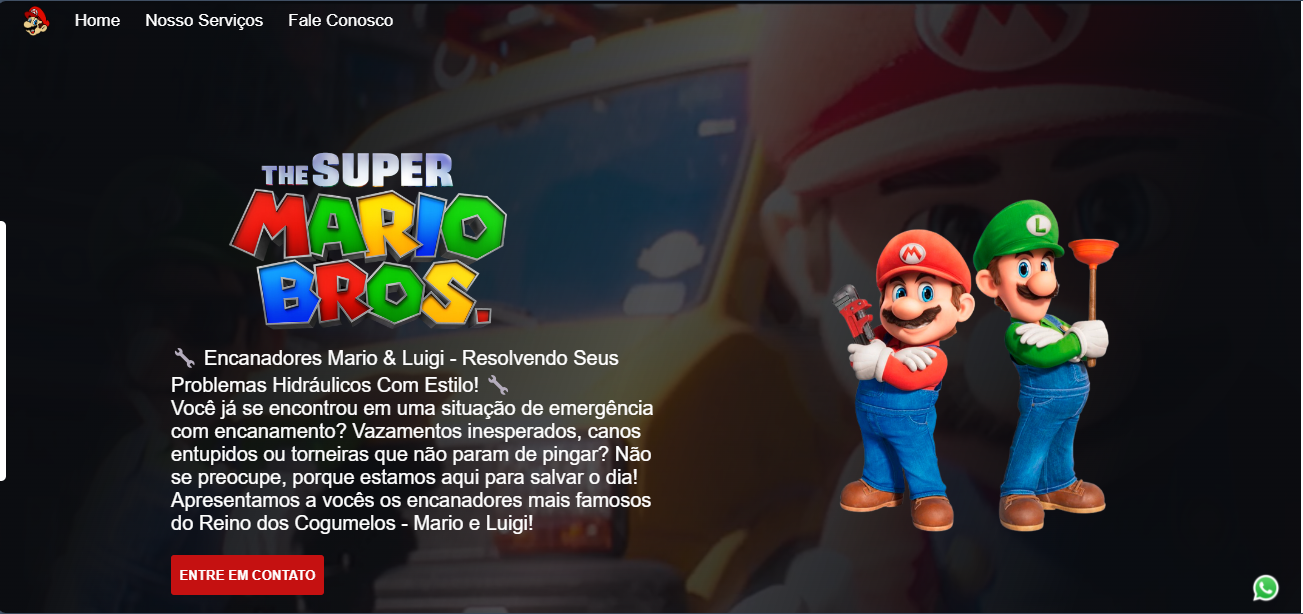 Home Nosso Serviços Fale Conosco
THE SUPER
MARIO
BROS.
🔧 Encanadores Mario & Luigi - Resolvendo Seus
Problemas Hidráulicos Com Estilo! 🔧
Você já se encontrou em uma situação de emergência
com encanamento? Vazamentos inesperados, canos
entupidos ou torneiras que não param de pingar? Não
se preocupe, porque estamos aqui para salvar o dia!
Apresentamos a vocês os encanadores mais famosos
do Reino dos Cogumelos - Mario e Luigi!
ENTRE EM CONTATO
M
L